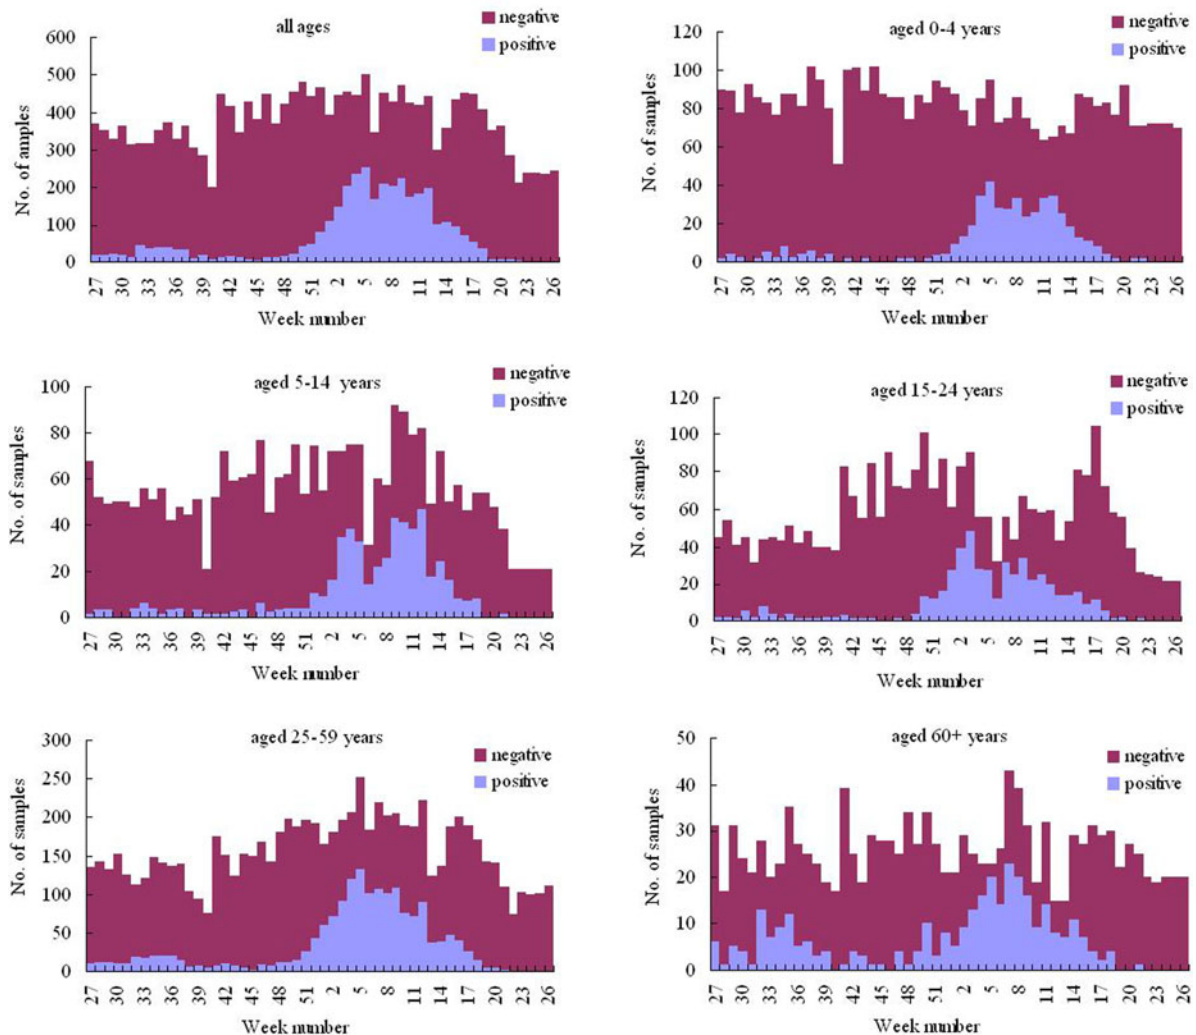 all ages
negative
positive
600
500
400
300
200
100
0
No. of amples
27 30 33 36 39 42 45 48 51 2 5 8 11 14 17 20 23 26
Week number
aged 0-4 years
negative
positive
120
100
80
60
40
20
0
No. of samples
27 30 33 36 39 42 45 48 51 2 5 8 11 14 17 20 23 26
Week number
aged 5-14 years
negative
positive
100
80
60
40
20
0
No. of samples
27 30 33 36 39 42 45 48 51 2 5 8 11 14 17 20 23 26
Week number
aged 15-24 years
negative
positive
120
100
80
60
40
20
0
No. of samples
27 30 33 36 39 42 45 48 51 2 5 8 11 14 17 20 23 26
Week number
aged 25-59 years
negative
positive
300
250
200
150
100
50
0
No. of samples
27 30 33 36 39 42 45 48 51 2 5 8 11 14 17 20 23 26
Week number
aged 60+ years
negative
positive
50
40
30
20
10
0
No. of samples
27 30 33 36 39 42 45 48 51 2 5 8 11 14 17 20 23 26
Week number